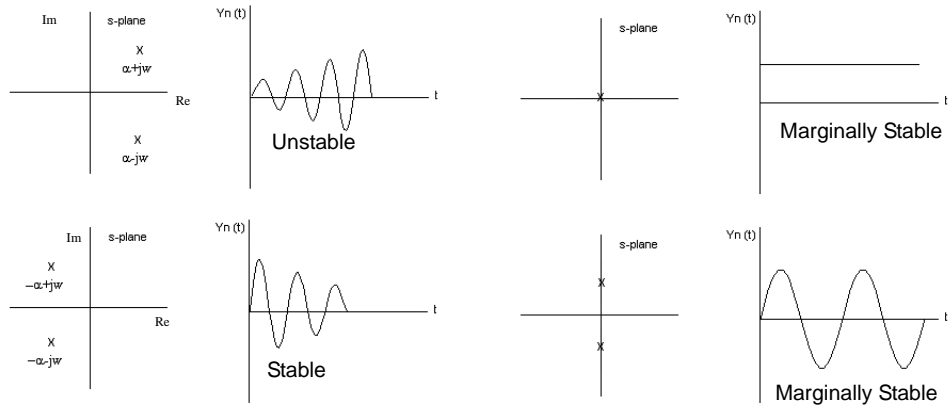 Im
s-plane
X
α+jw
Re
X
α-jw
Yn (t)
t
Unstable
s-plane
X
Yn (t)
t
Marginally Stable
Im
s-plane
X
−α+jw
Re
X
−α-jw
Yn (t)
t
Stable
s-plane
X
X
Yn (t)
t
Marginally Stable